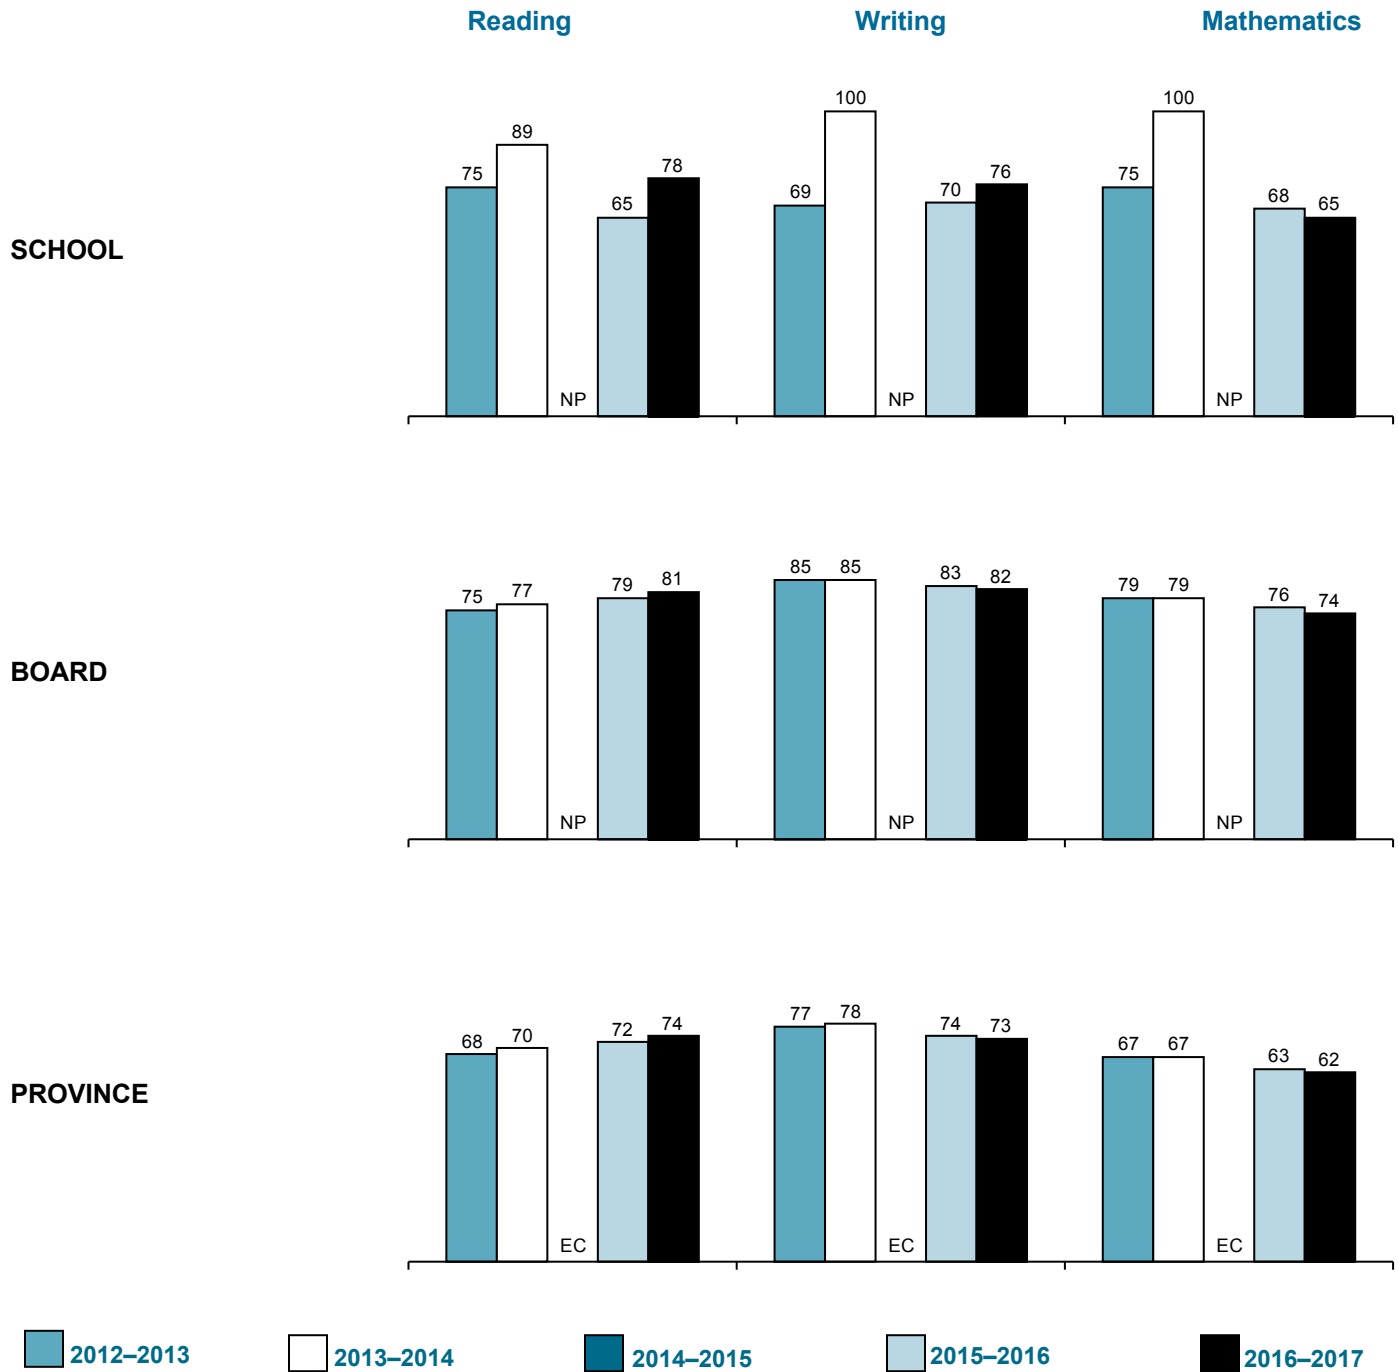 Reading Writing Mathematics
SCHOOL
75 89 NP 65 78 69 100 NP 70 76 75 100 NP 68 65
BOARD
75 77 NP 79 81 85 85 NP 83 82 79 79 NP 76 74
PROVINCE
68 70 EC 72 74 77 78 EC 74 73 67 67 EC 63 62
2012–2013 2013–2014 2014–2015 2015–2016 2016–2017